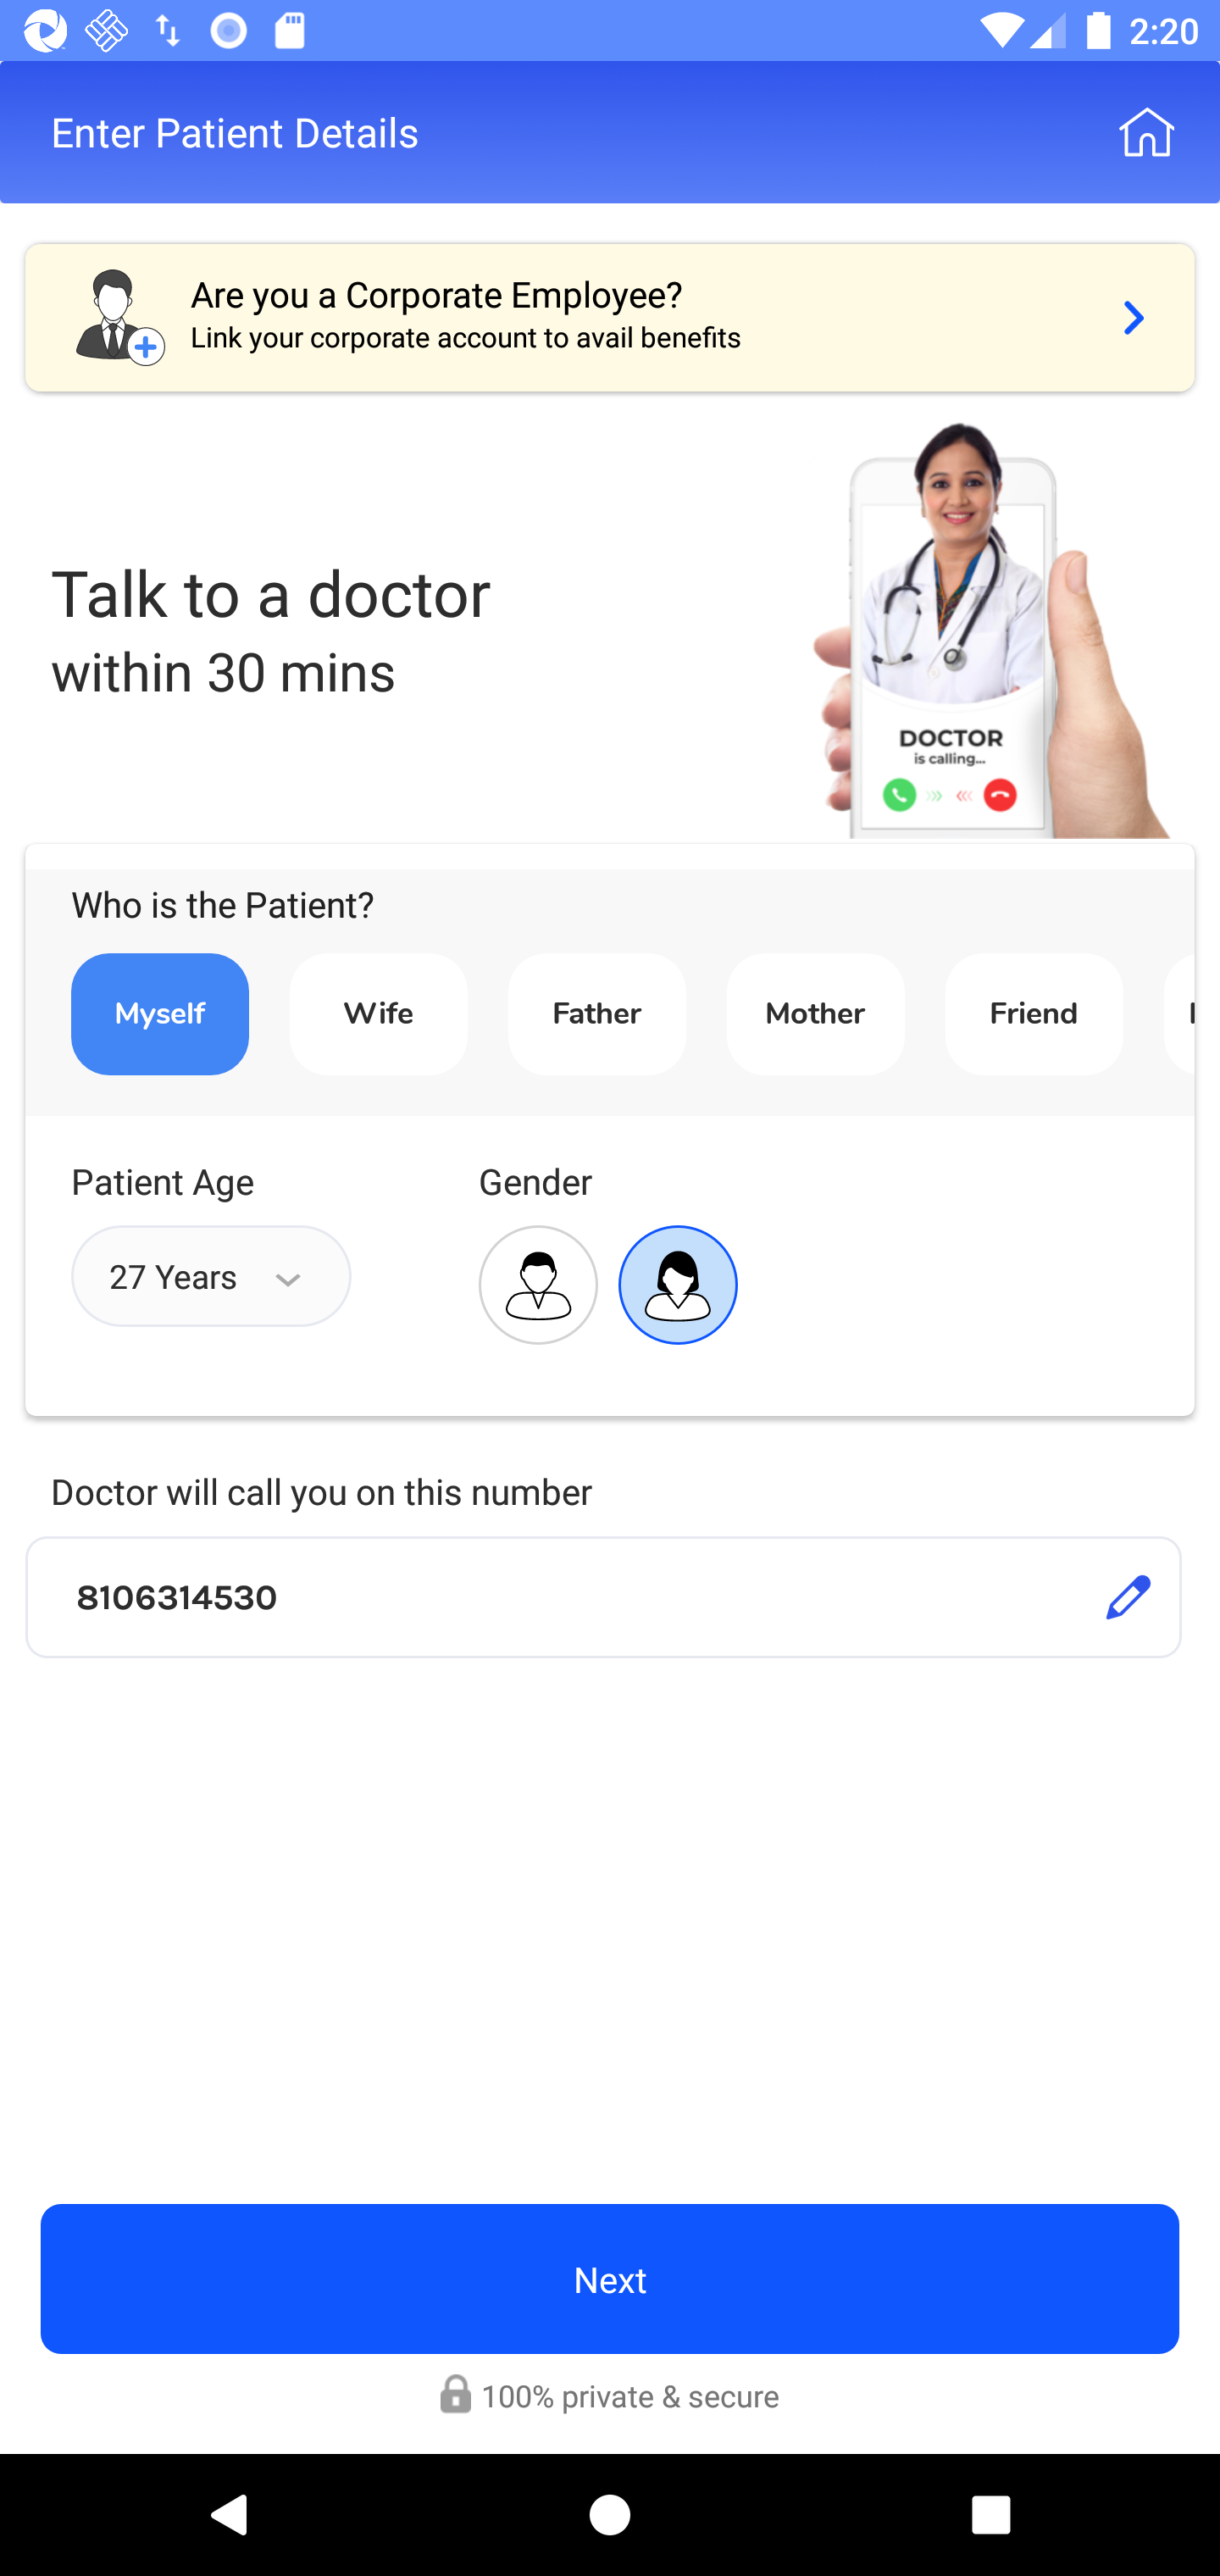 2:20
Enter Patient Details
Are you a Corporate Employee?
Link your corporate account to avail benefits
Talk to a doctor
within 30 mins
DOCTOR
is calling...
Who is the Patient?
Myself
Wife
Father
Mother
Friend
Patient Age
Gender
27 Years
Doctor will call you on this number
8106314530
Next
100% private & secure